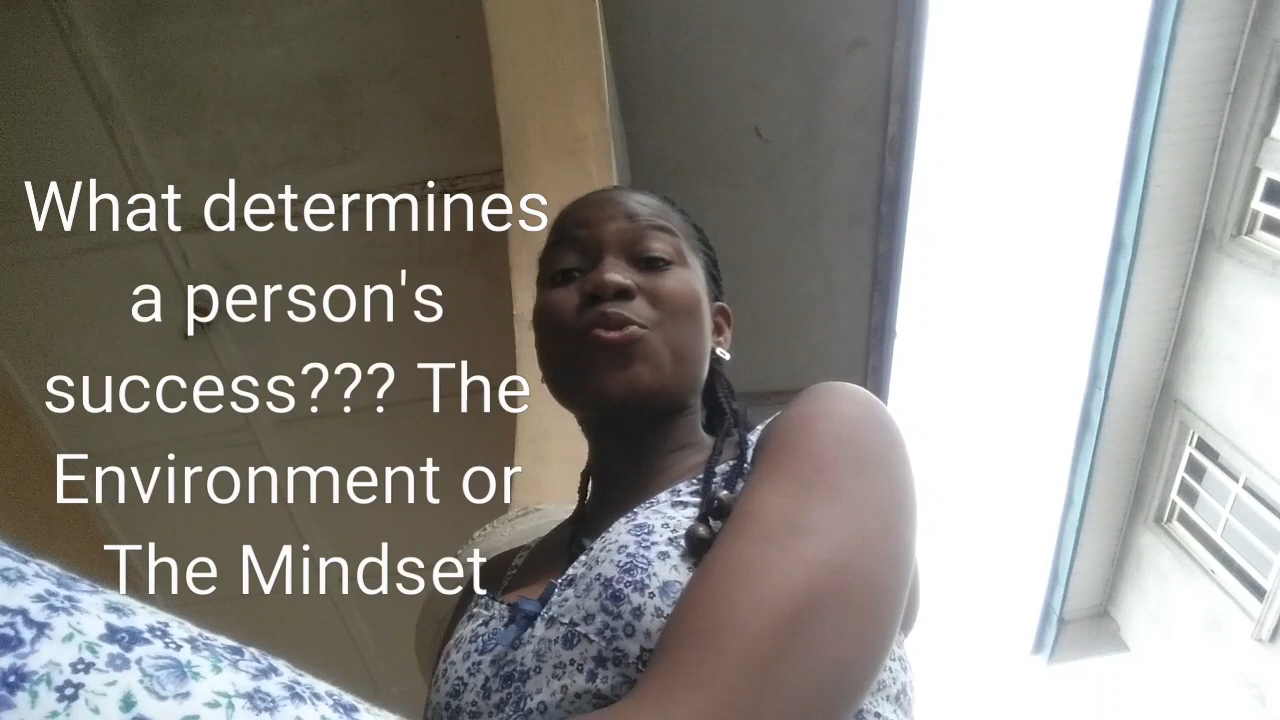 What determines
a person's
success??? The
Environment or
The Mindset